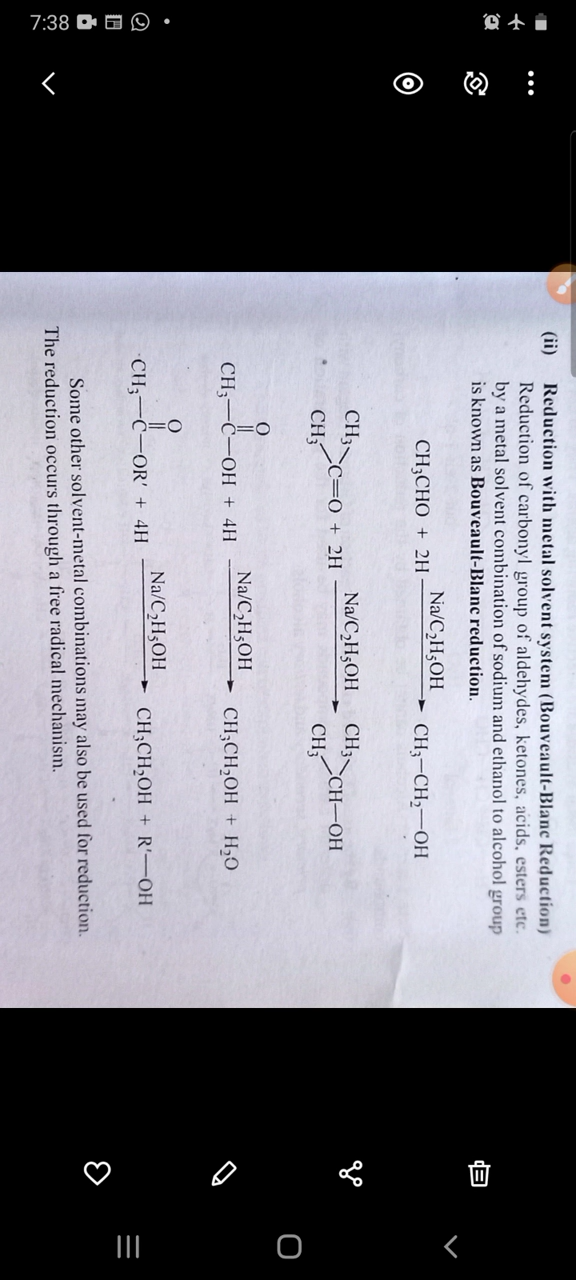 7:38
(ii) Reduction with metal solvent system (Bouveault-Blanc Reduction)
Reduction of carbonyl group of aldehydes, ketones, acids, esters etc.
by a metal solvent combination of sodium and ethanol to alcohol group
is known as Bouveault-Blanc reduction.
Na/C₂H₅OH
CH₃CHO + 2H ⟶ CH₃—CH₂—OH
CH₃ Na/C₂H₅OH CH₃
C=O + 2H ⟶ CH—OH
CH₃ CH₃
O Na/C₂H₅OH
CH₃—C—OH + 4H ⟶ CH₃CH₂OH + H₂O
O Na/C₂H₅OH
CH₃—C—OR′ + 4H ⟶ CH₃CH₂OH + R′—OH
Some other solvent-metal combinations may also be used for reduction.
The reduction occurs through a free radical mechanism.